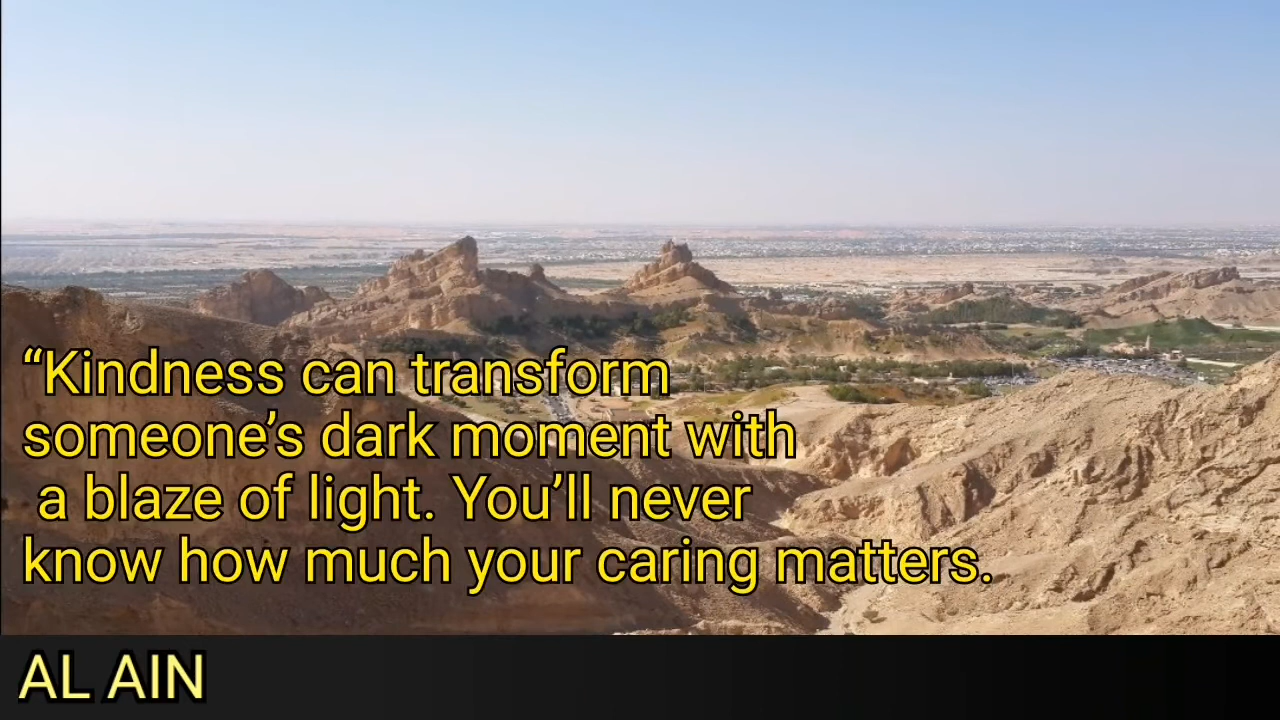 “Kindness can transform
someone’s dark moment with
a blaze of light. You’ll never
know how much your caring matters.
AL AIN